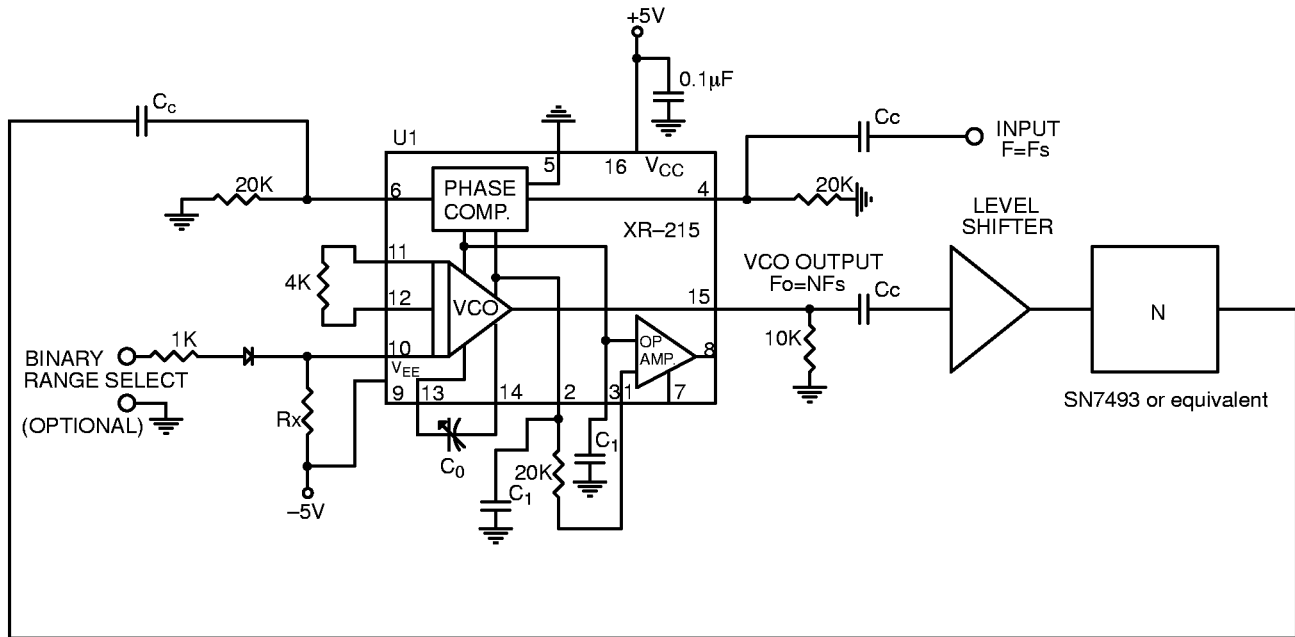 +5V
0.1µF
Cc
U1
5
16
VCC
Cc
INPUT
F=Fs
20K
6
PHASE
COMP.
4
20K
XR–215
LEVEL
SHIFTER
11
4K
12
VCO
VCO OUTPUT
Fo=NFs
15
Cc
N
BINARY
RANGE SELECT
(OPTIONAL)
1K
10
VEE
OP
AMP.
8
10K
9
13
14
2
3
1
7
SN7493 or equivalent
Rx
C0
C1
20K
C1
–5V